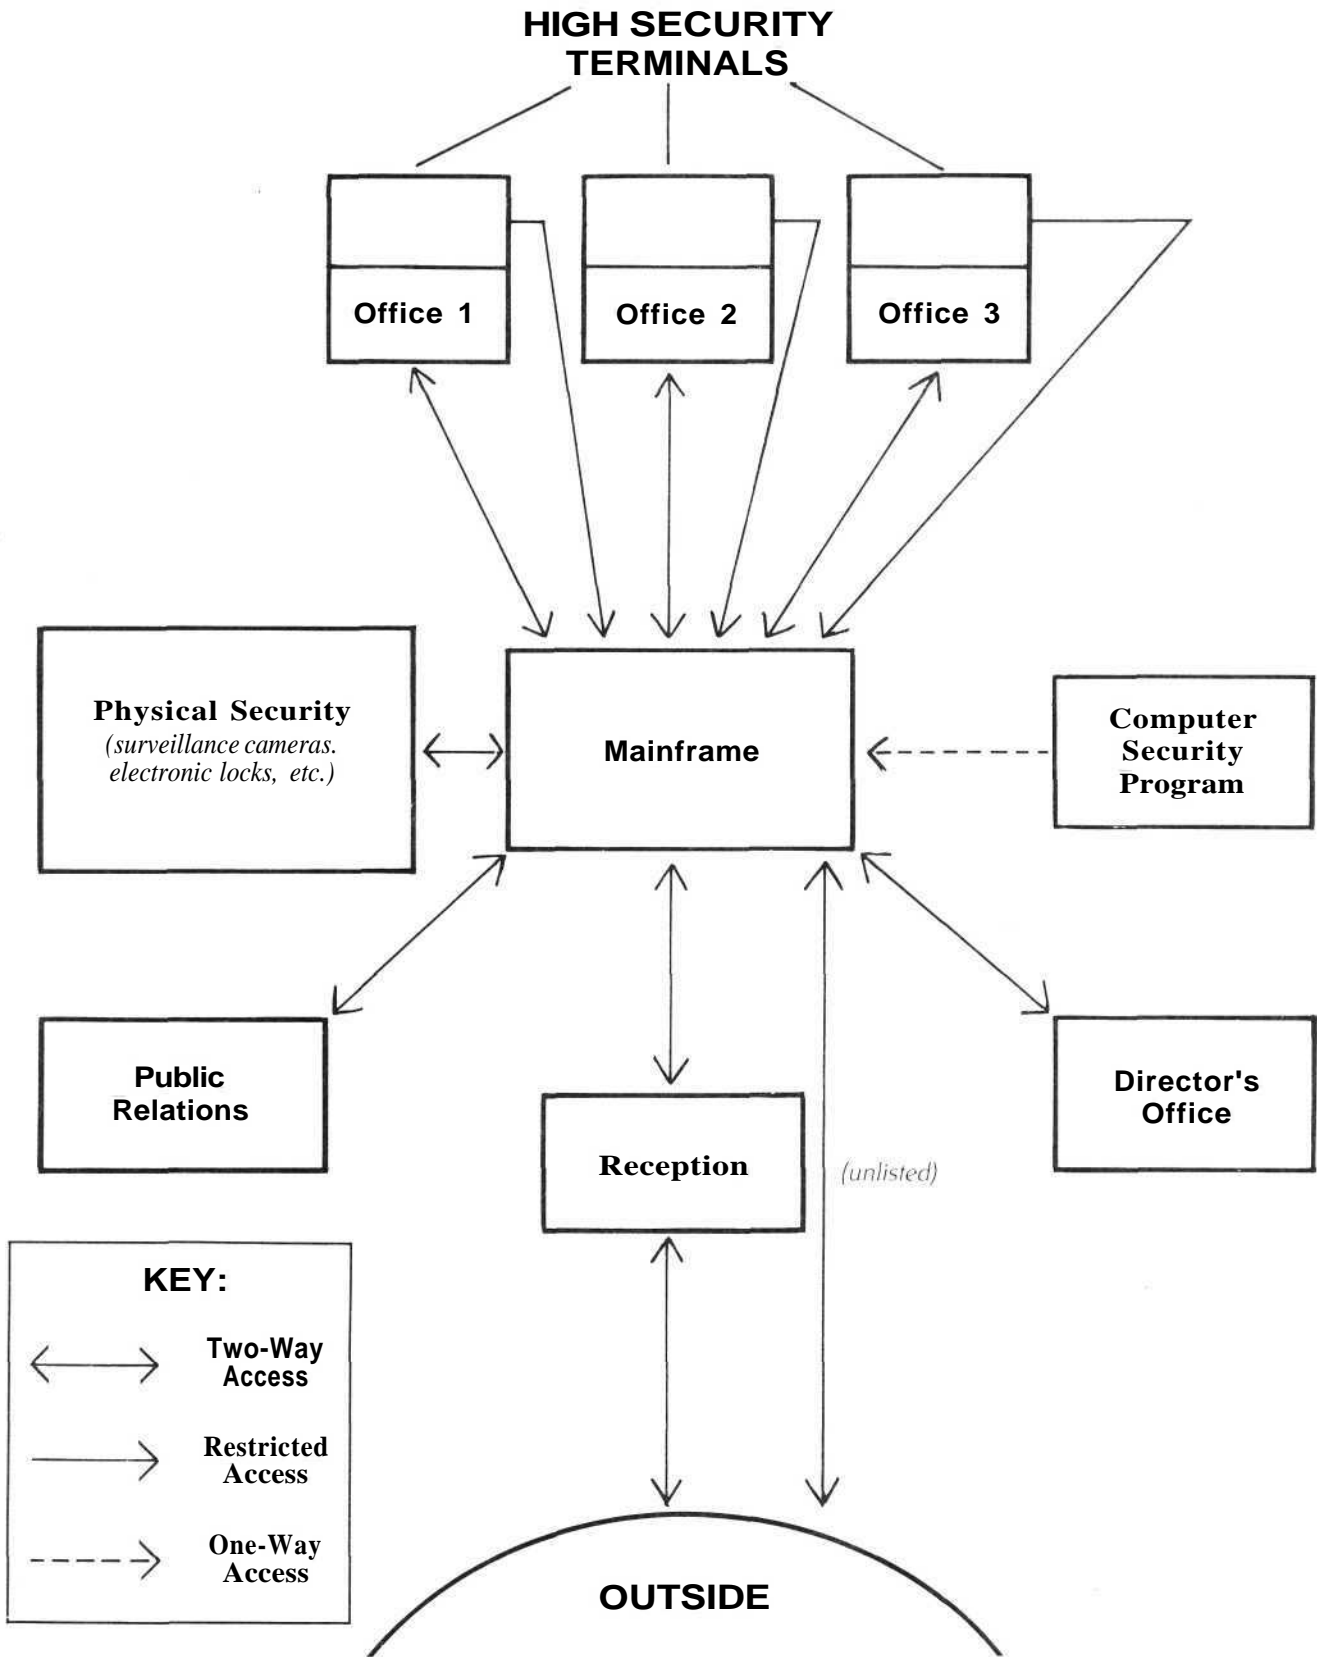 HIGH SECURITY
TERMINALS
Office 1
Office 2
Office 3
Physical Security
(surveillance cameras.
electronic locks, etc.)
Mainframe
Computer
Security
Program
Public
Relations
Reception
(unlisted)
Director's
Office
KEY:
Two-Way
Access
Restricted
Access
One-Way
Access
OUTSIDE